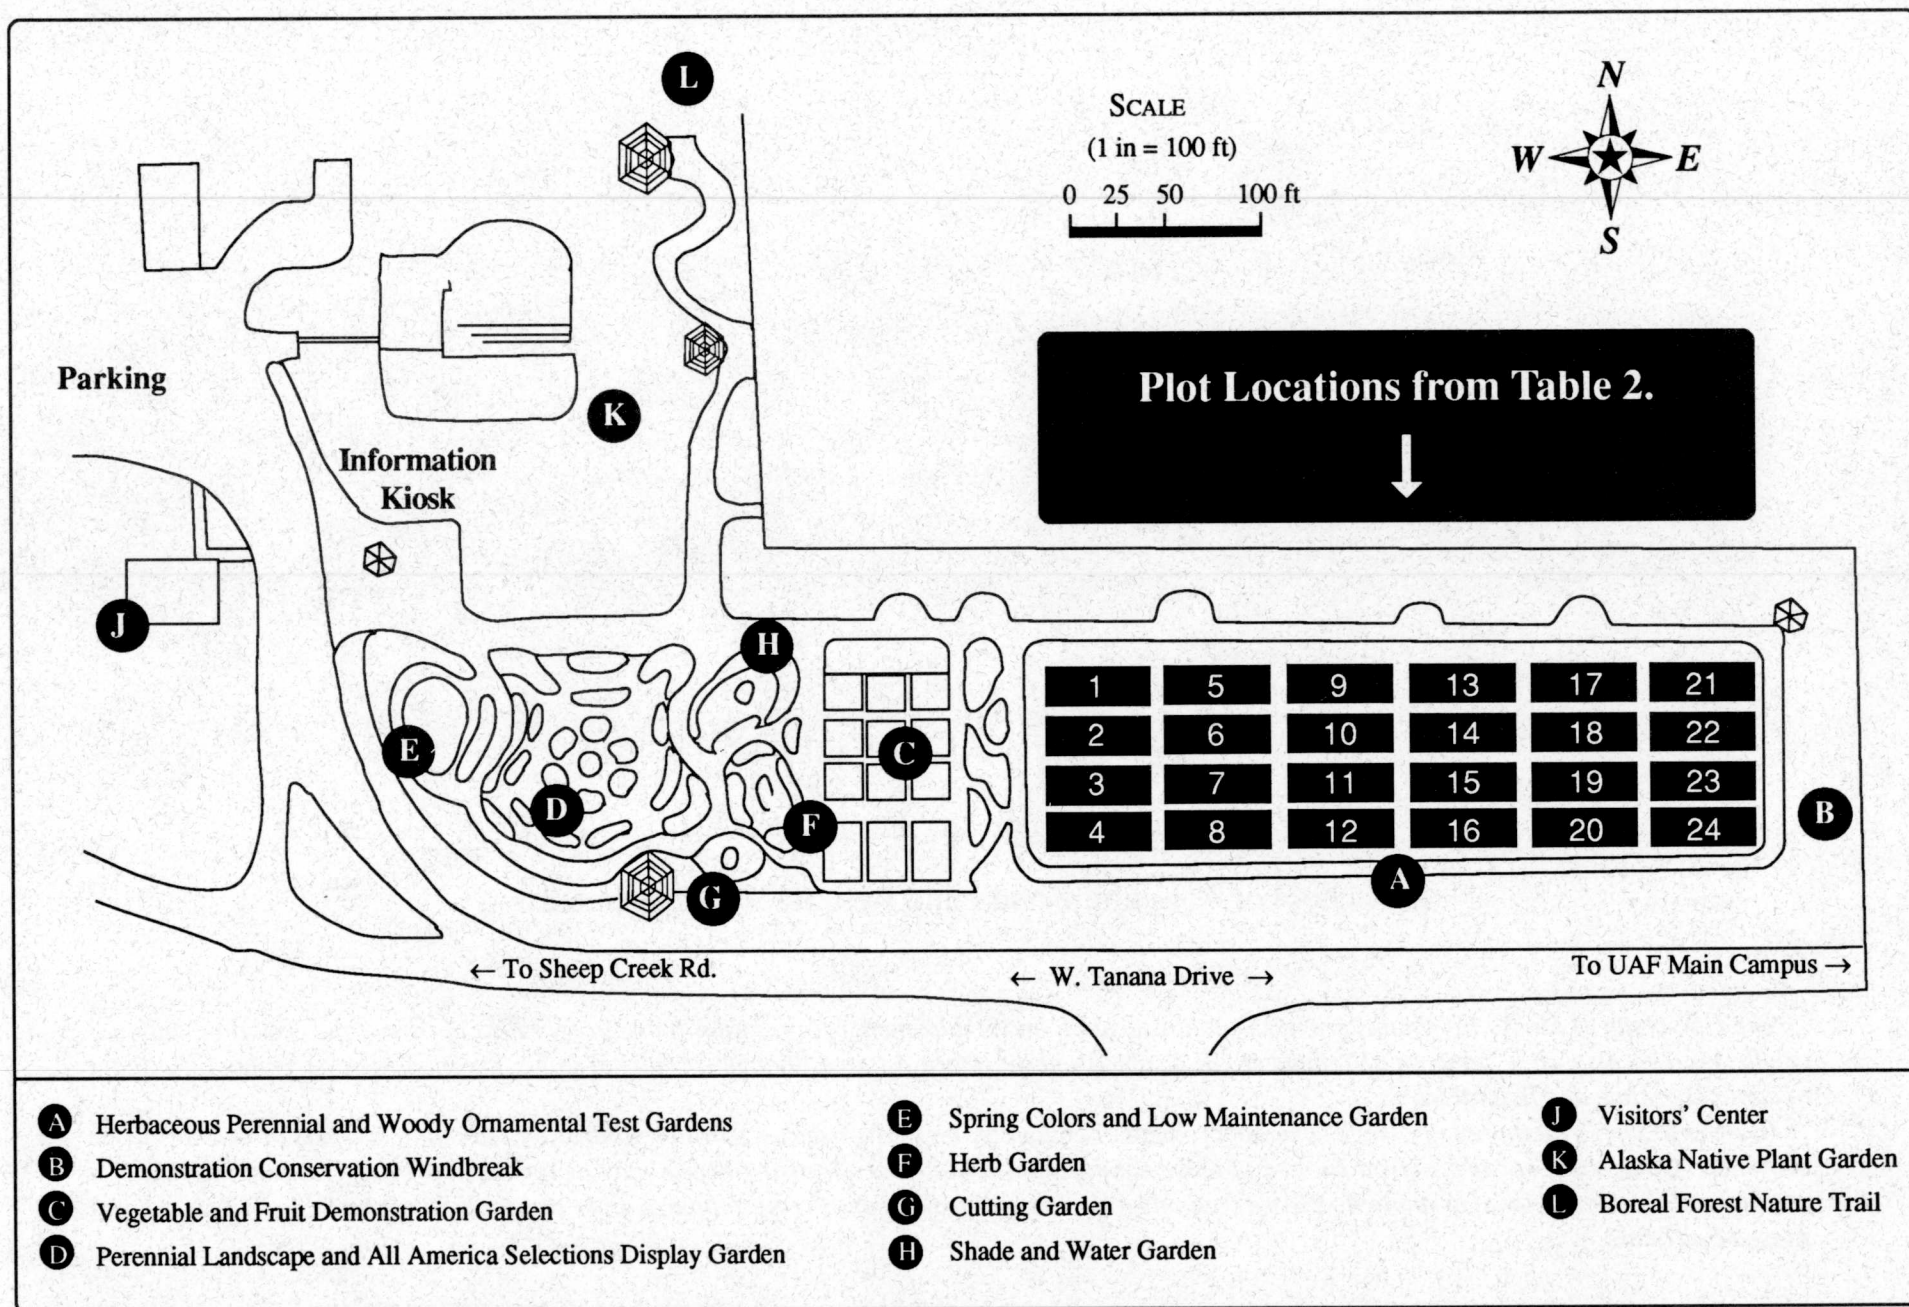 L
SCALE
(1 in = 100 ft)
0 25 50 100 ft
N
W E
S
Parking
K
Plot Locations from Table 2.
↓
Information
Kiosk
J
H
1 5 9 13 17 21
2 6 10 14 18 22
E
C
3 7 11 15 19 23
D
F
4 8 12 16 20 24
B
G
A
← To Sheep Creek Rd.
← W. Tanana Drive →
To UAF Main Campus →
A Herbaceous Perennial and Woody Ornamental Test Gardens
B Demonstration Conservation Windbreak
C Vegetable and Fruit Demonstration Garden
D Perennial Landscape and All America Selections Display Garden
E Spring Colors and Low Maintenance Garden
F Herb Garden
G Cutting Garden
H Shade and Water Garden
J Visitors' Center
K Alaska Native Plant Garden
L Boreal Forest Nature Trail